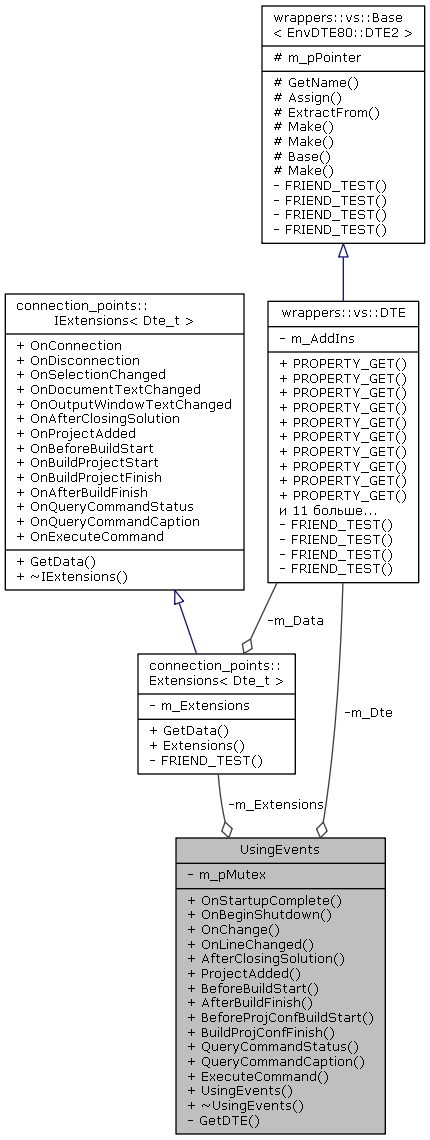 wrappers::vs::Base
< EnvDTE80::DTE2 >
# m_pPointer
# GetName()
# Assign()
# ExtractFrom()
# Make()
# Make()
# Base()
# Make()
- FRIEND_TEST()
- FRIEND_TEST()
- FRIEND_TEST()
- FRIEND_TEST()
connection_points::
IExtensions< Dte_t >
+ OnConnection
+ OnDisconnection
+ OnSelectionChanged
+ OnDocumentTextChanged
+ OnOutputWindowTextChanged
+ OnAfterClosingSolution
+ OnProjectAdded
+ OnBeforeBuildStart
+ OnBuildProjectStart
+ OnBuildProjectFinish
+ OnAfterBuildFinish
+ OnQueryCommandStatus
+ OnQueryCommandCaption
+ OnExecuteCommand
+ GetData()
+ ~IExtensions()
wrappers::vs::DTE
- m_AddIns
+ PROPERTY_GET()
+ PROPERTY_GET()
+ PROPERTY_GET()
+ PROPERTY_GET()
+ PROPERTY_GET()
+ PROPERTY_GET()
+ PROPERTY_GET()
+ PROPERTY_GET()
+ PROPERTY_GET()
+ PROPERTY_GET()
и 11 больше...
- FRIEND_TEST()
- FRIEND_TEST()
- FRIEND_TEST()
- FRIEND_TEST()
-m_Data
connection_points::
Extensions< Dte_t >
- m_Extensions
+ GetData()
+ Extensions()
- FRIEND_TEST()
-m_Dte
-m_Extensions
UsingEvents
- m_pMutex
+ OnStartupComplete()
+ OnBeginShutdown()
+ OnChange()
+ OnLineChanged()
+ AfterClosingSolution()
+ ProjectAdded()
+ BeforeBuildStart()
+ AfterBuildFinish()
+ BeforeProjConfBuildStart()
+ BuildProjConfFinish()
+ QueryCommandStatus()
+ QueryCommandCaption()
+ ExecuteCommand()
+ UsingEvents()
+ ~UsingEvents()
- GetDTE()